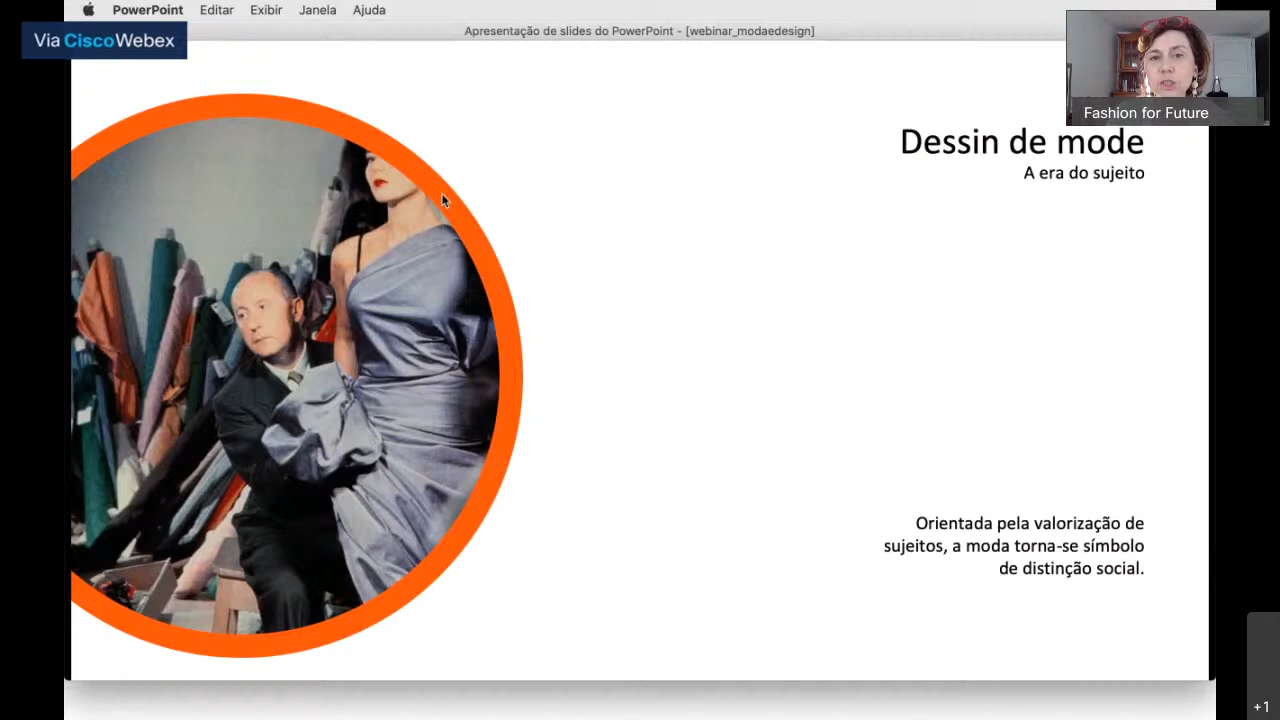 PowerPoint Editar Exibir Janela Ajuda
Apresentação de slides do PowerPoint - [webinar_modaedesign]
Via CiscoWebex
Fashion for Future
Dessin de mode
A era do sujeito
Orientada pela valorização de
sujeitos, a moda torna-se símbolo
de distinção social.
+1